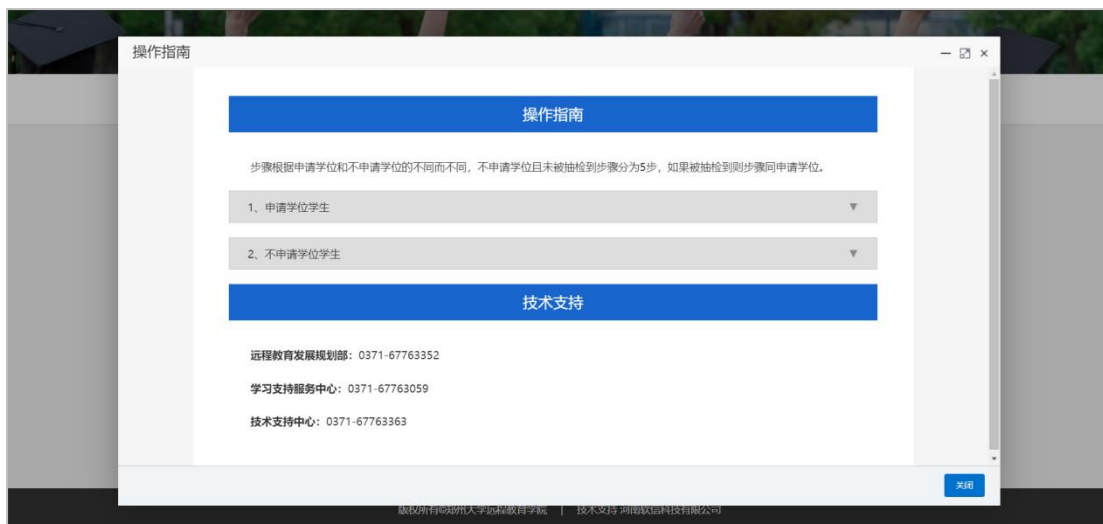 操作指南
操作指南
步骤根据申请学位和不申请学位的不同而不同，不申请学位且未被抽检到步骤分为5步，如果被抽检到则步骤同申请学位。
1、申请学位学生
2、不申请学位学生
技术支持
远程教育发展规划部：0371-67763352
学习支持服务中心：0371-67763059
技术支持中心：0371-67763363
关闭
版权所有©郑州大学远程教育学院 | 技术支持:河南软信科技有限公司